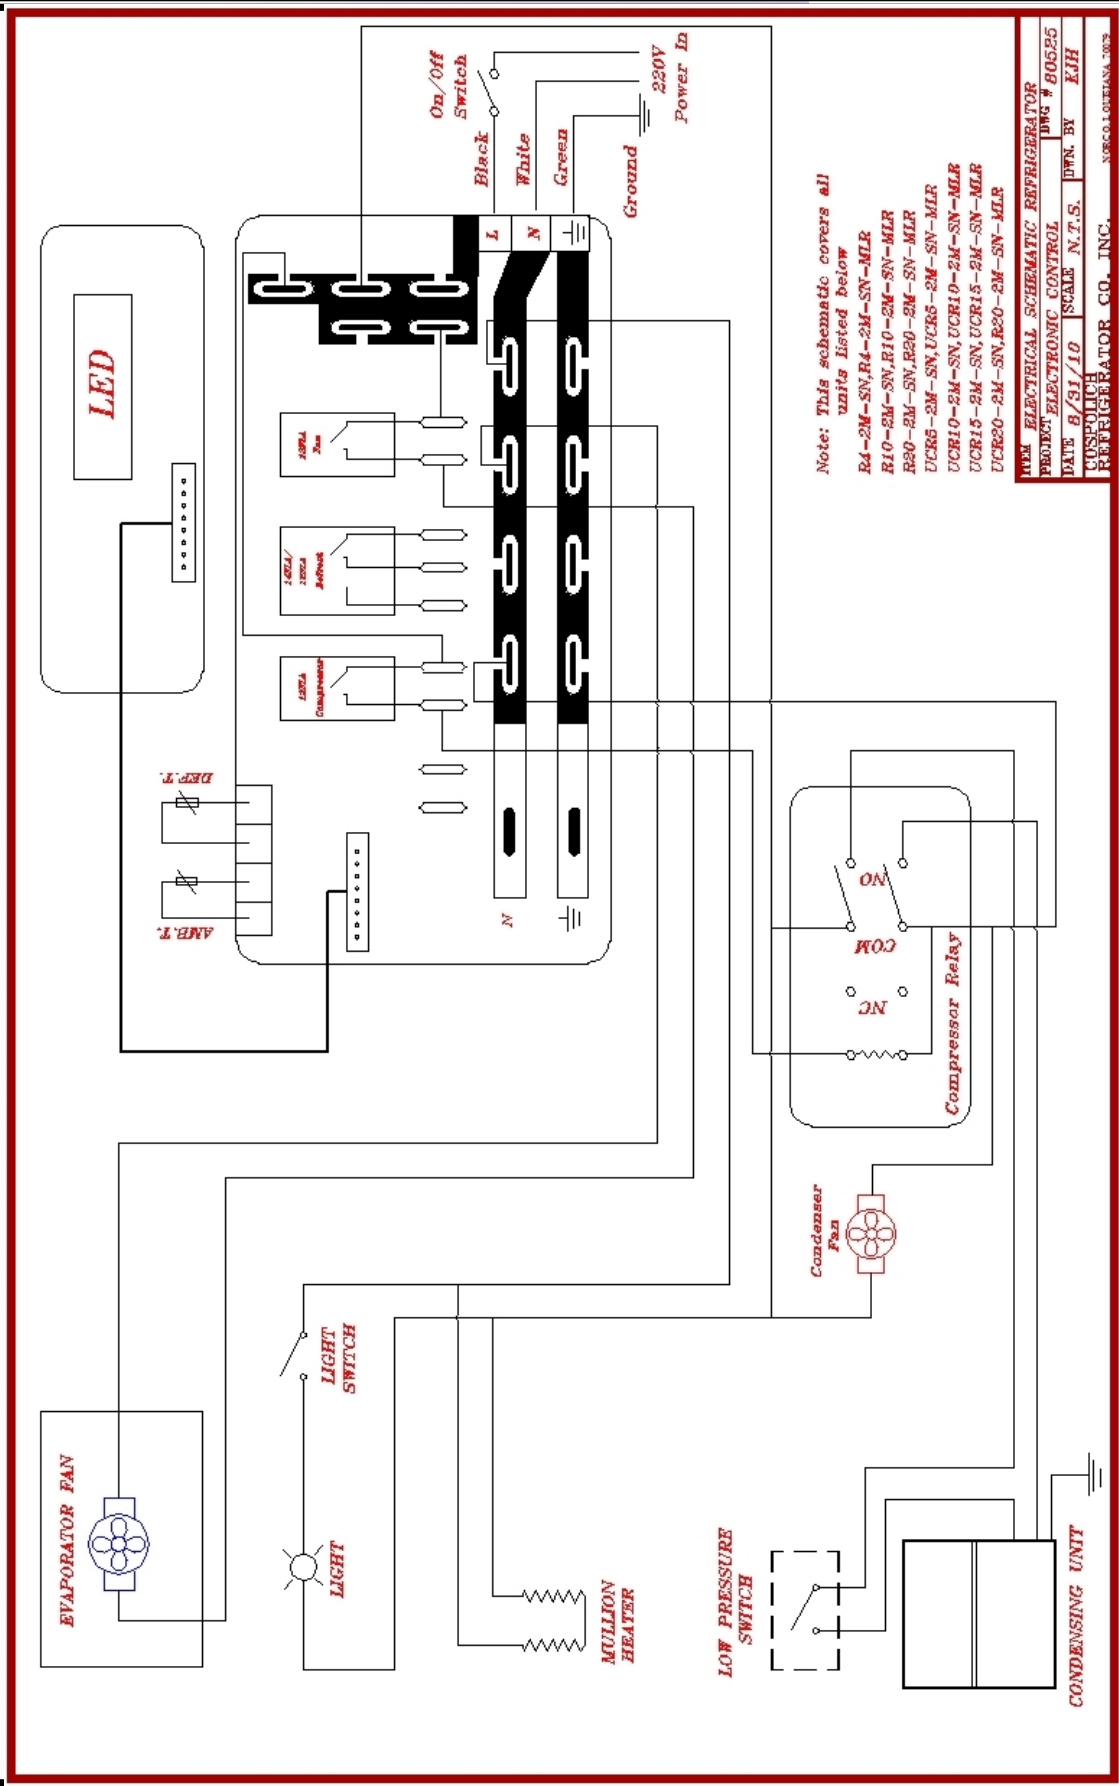 LED
On/Off
Switch
220V
Power In
Black
White
Green
Ground
L
N
Fan
Defrost
Compressor
DEF.T.
AMB.T.
N
Note: This schematic covers all
units listed below
R4-2M-SN,R4-2M-SN-MLR
R10-2M-SN,R10-2M-SN-MLR
R20-2M-SN,R20-2M-SN-MLR
UCR5-2M-SN,UCR5-2M-SN-MLR
UCR10-2M-SN,UCR10-2M-SN-MLR
UCR15-2M-SN,UCR15-2M-SN-MLR
UCR20-2M-SN,R20-2M-SN-MLR
ITEM ELECTRICAL SCHEMATIC REFRIGERATOR
PROJECT ELECTRONIC CONTROL DWG # 80525
DATE 8/31/10 SCALE N.T.S. DWN. BY KJH
COSPOLICH
REFRIGERATOR CO. INC.
NO
COM
NC
Compressor Relay
Condenser
Fan
EVAPORATOR FAN
LIGHT
SWITCH
LIGHT
MULLION
HEATER
LOW PRESSURE
SWITCH
CONDENSING UNIT